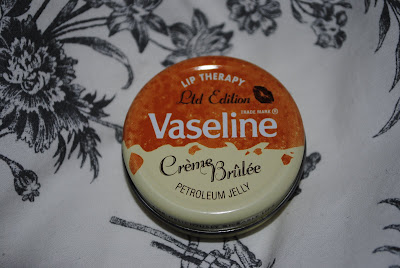 LIP THERAPY
Ltd Edition
TRADE MARK ®
Vaseline
Crème
Brûlée
PETROLEUM JELLY